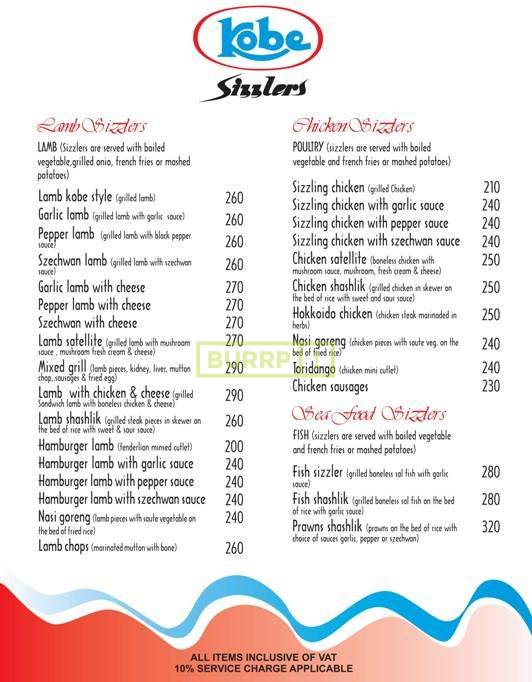 Kobe
Sizzlers
Lamb Sizzlers
LAMB (Sizzlers are served with boiled
vegetable,grilled onio, french fries or mashed
potatoes)
Lamb kobe style (grilled lamb) 260
Garlic lamb (grilled lamb with garlic sauce) 260
Pepper lamb (grilled lamb with black pepper
sauce) 260
Szechwan lamb (grilled lamb with szechwan
sauce) 260
Garlic lamb with cheese 270
Pepper lamb with cheese 270
Szechwan with cheese 270
Lamb satellite (grilled lamb with mushroom
sauce , mushroom fresh cream & cheese) 270
Mixed grill (lamb pieces, kidney, liver, mutton
chop,,sausages & fried egg) 290
Lamb with chicken & cheese (grilled
Sandwich lamb with boneless chicken & cheese) 290
Lamb shashlik (grilled steak pieces in skewer on
the bed of rice with sweet & sour sauce) 260
Hamburger lamb (tenderlion minsed cutlet) 200
Hamburger lamb with garlic sauce 240
Hamburger lamb with pepper sauce 240
Hamburger lamb with szechwan sauce 240
Nasi goreng (lamb pieces with saute vegetable on
the bed of fried rice) 240
Lamb chops (marinated mutton with bone) 260
Chicken Sizzlers
POULTRY (sizzlers are served with boiled
vegetable and french fries or mashed potatoes)
Sizzling chicken (grilled Chicken) 210
Sizzling chicken with garlic sauce 240
Sizzling chicken with pepper sauce 240
Sizzling chicken with szechwan sauce 240
Chicken satellite (boneless chicken with
mushroom sauce, mushroom, fresh cream & cheese) 250
Chicken shashlik (grilled chicken in skewer on
the bed of rice with sweet and sour sauce) 250
Hokkaido chicken (chicken steak marinaded in
herbs) 250
Nasi goreng (chicken pieces with saute veg. on the
bed of fried rice) 240
Toridango (chicken mini cutlet) 240
Chicken sausages 230
Sea Food Sizzlers
FISH (sizzlers are served with boiled vegetable
and french fries or mashed potatoes)
Fish sizzler (grilled boneless sal fish with garlic
sauce) 280
Fish shashlik (grilled boneless sal fish on the bed
of rice with garlic sauce) 280
Prawns shashlik (prawns on the bed of rice with
choice of sauces garlic, pepper or szechwan) 320
ALL ITEMS INCLUSIVE OF VAT
10% SERVICE CHARGE APPLICABLE